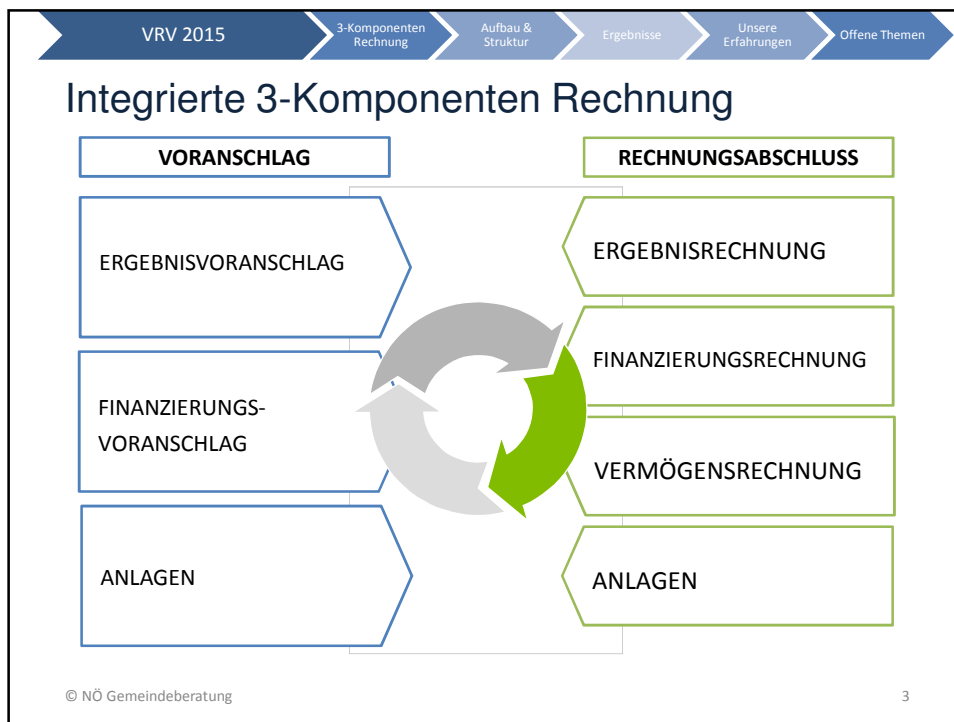 VRV 2015
3-Komponenten
Rechnung
Aufbau &
Struktur
Ergebnisse
Unsere
Erfahrungen
Offene Themen
Integrierte 3-Komponenten Rechnung
VORANSCHLAG
ERGEBNISVORANSCHLAG
FINANZIERUNGS-
VORANSCHLAG
ANLAGEN
RECHNUNGSABSCHLUSS
ERGEBNISRECHNUNG
FINANZIERUNGSRECHNUNG
VERMÖGENSRECHNUNG
ANLAGEN
© NÖ Gemeindeberatung
3